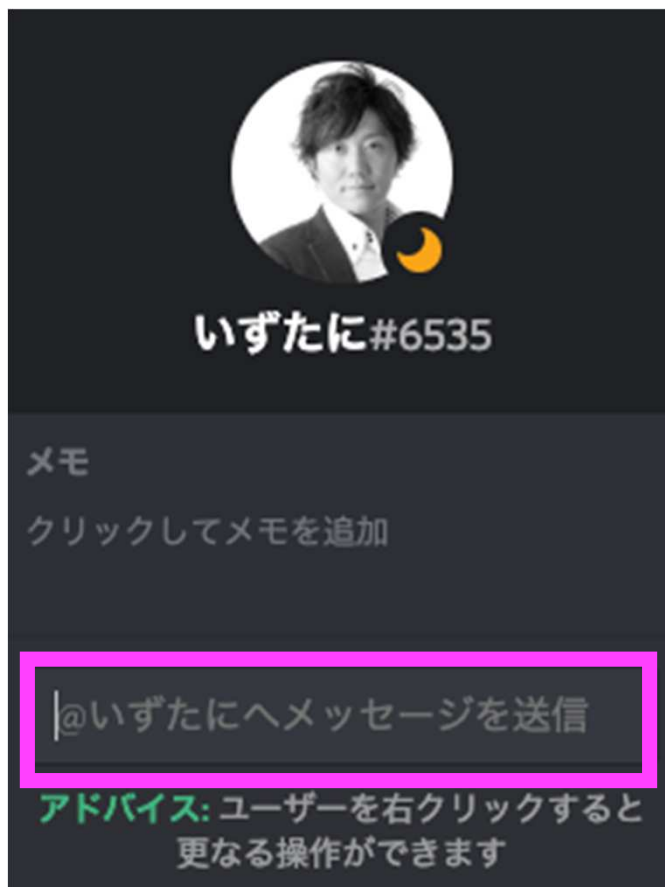 いずたに#6535
メモ
クリックしてメモを追加
@いずたにへメッセージを送信
アドバイス: ユーザーを右クリックすると
更なる操作ができます